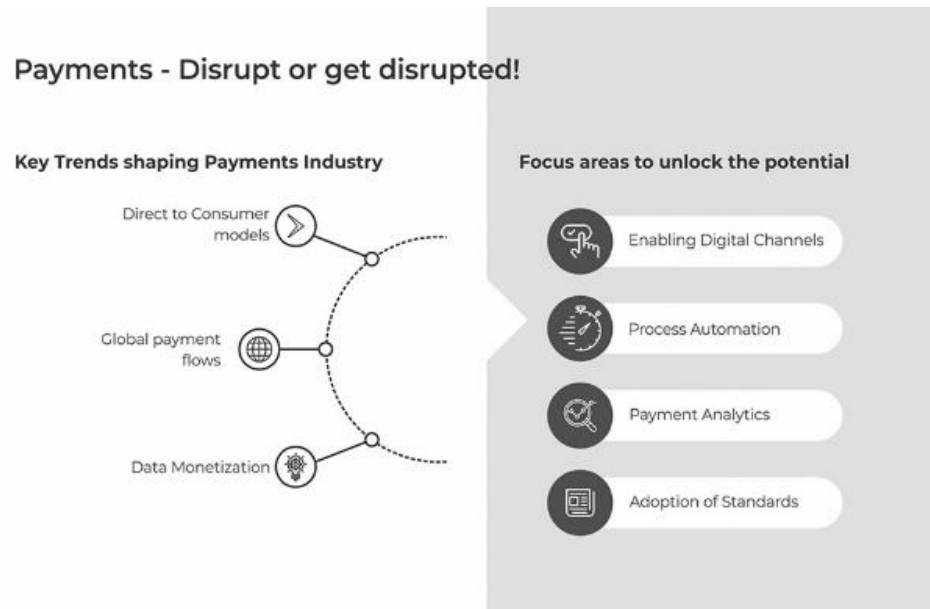 Payments - Disrupt or get disrupted!
Key Trends shaping Payments Industry
Direct to Consumer
models
Global payment
flows
Data Monetization
Focus areas to unlock the potential
Enabling Digital Channels
Process Automation
Payment Analytics
Adoption of Standards